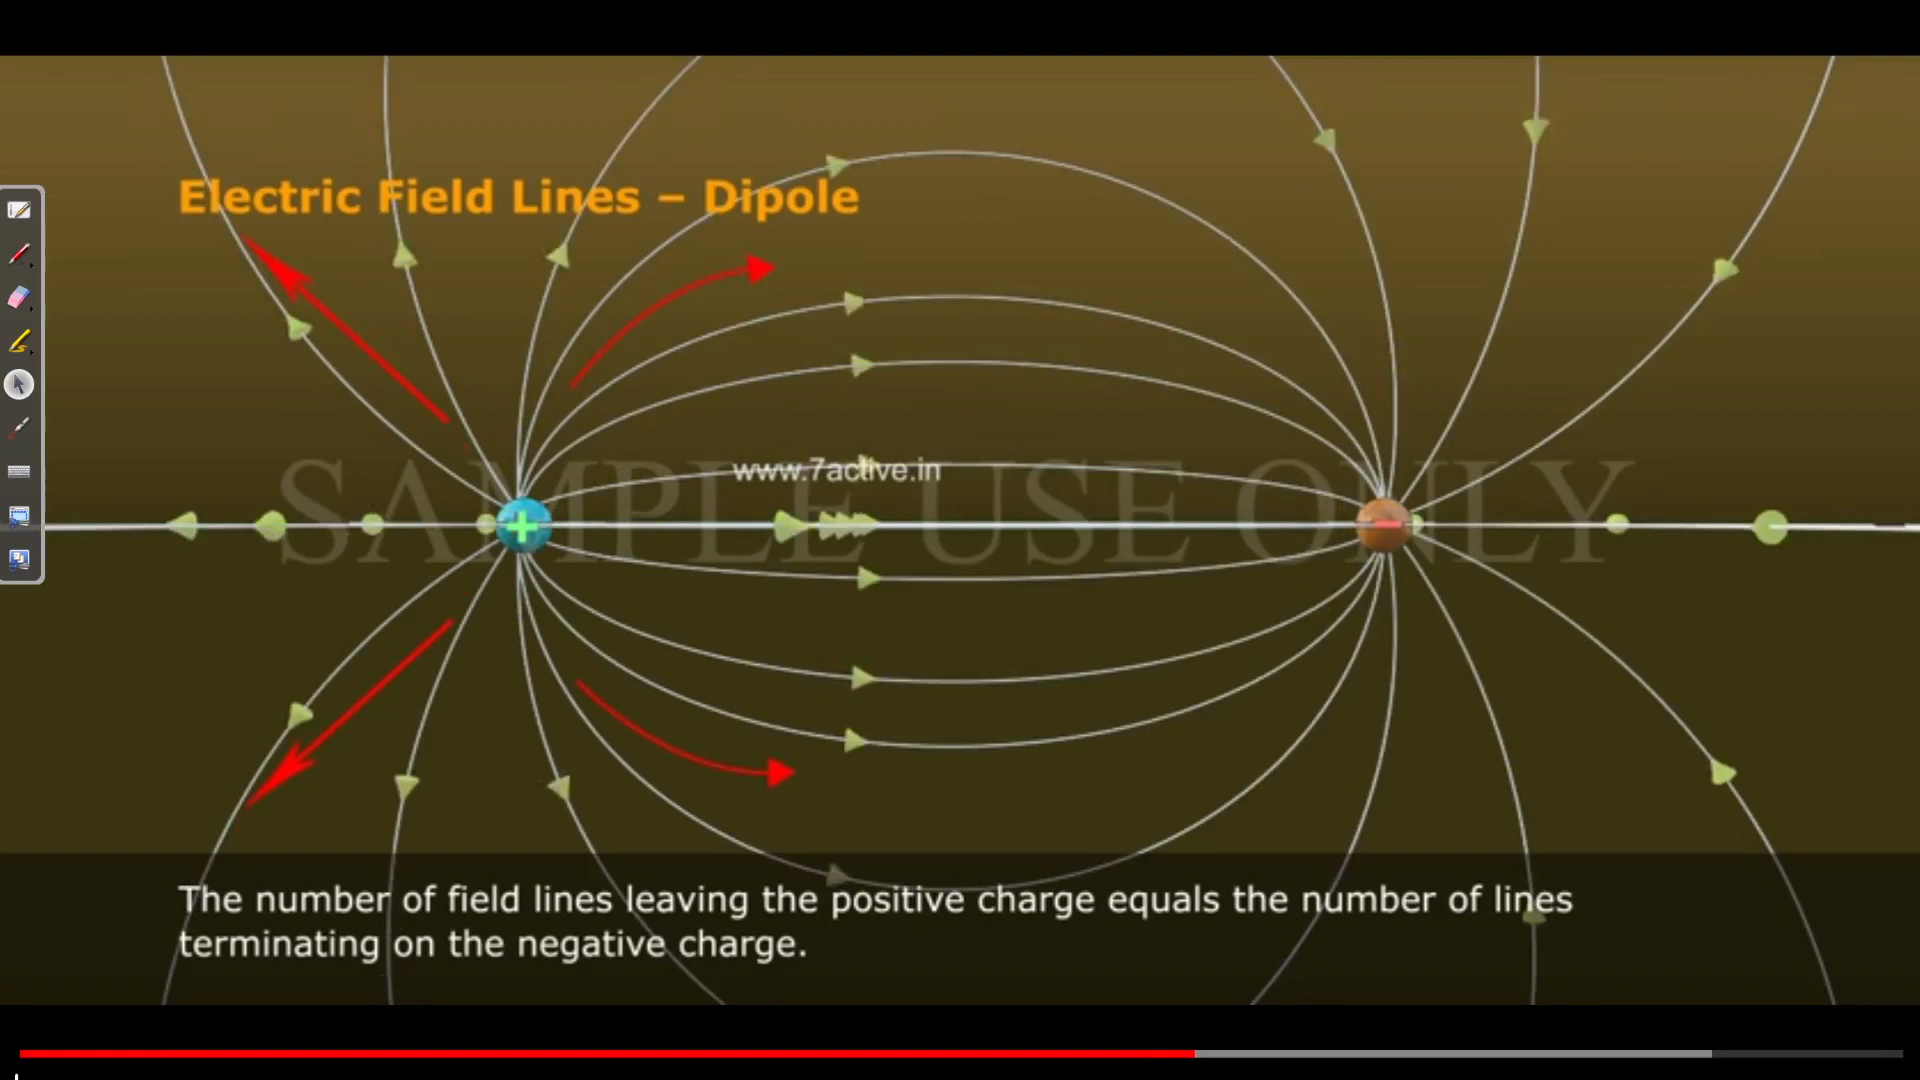 Electric Field Lines – Dipole
www.7active.in
SAMPLE USE ONLY
The number of field lines leaving the positive charge equals the number of lines
terminating on the negative charge.